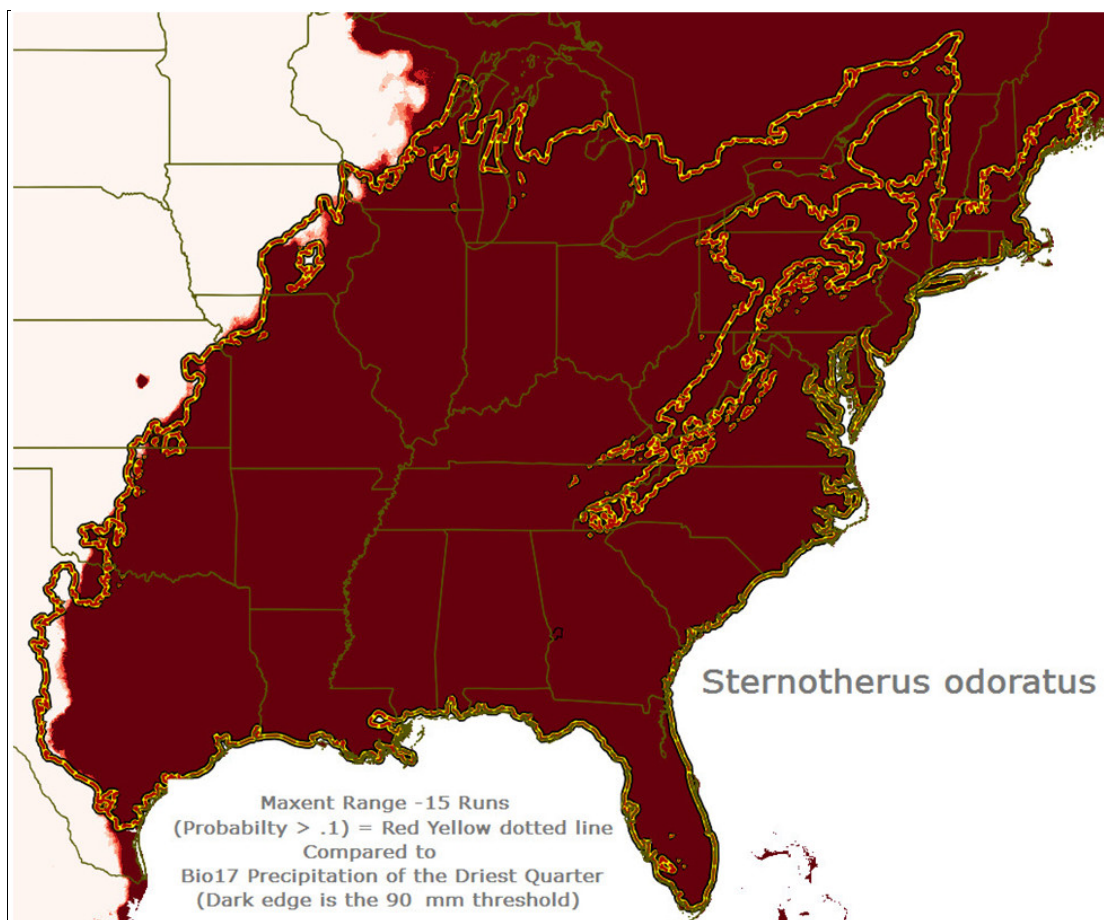 Sternotherus odoratus
Maxent Range -15 Runs
(Probabilty > .1) = Red Yellow dotted line
Compared to
Bio17 Precipitation of the Driest Quarter
(Dark edge is the 90 mm threshold)